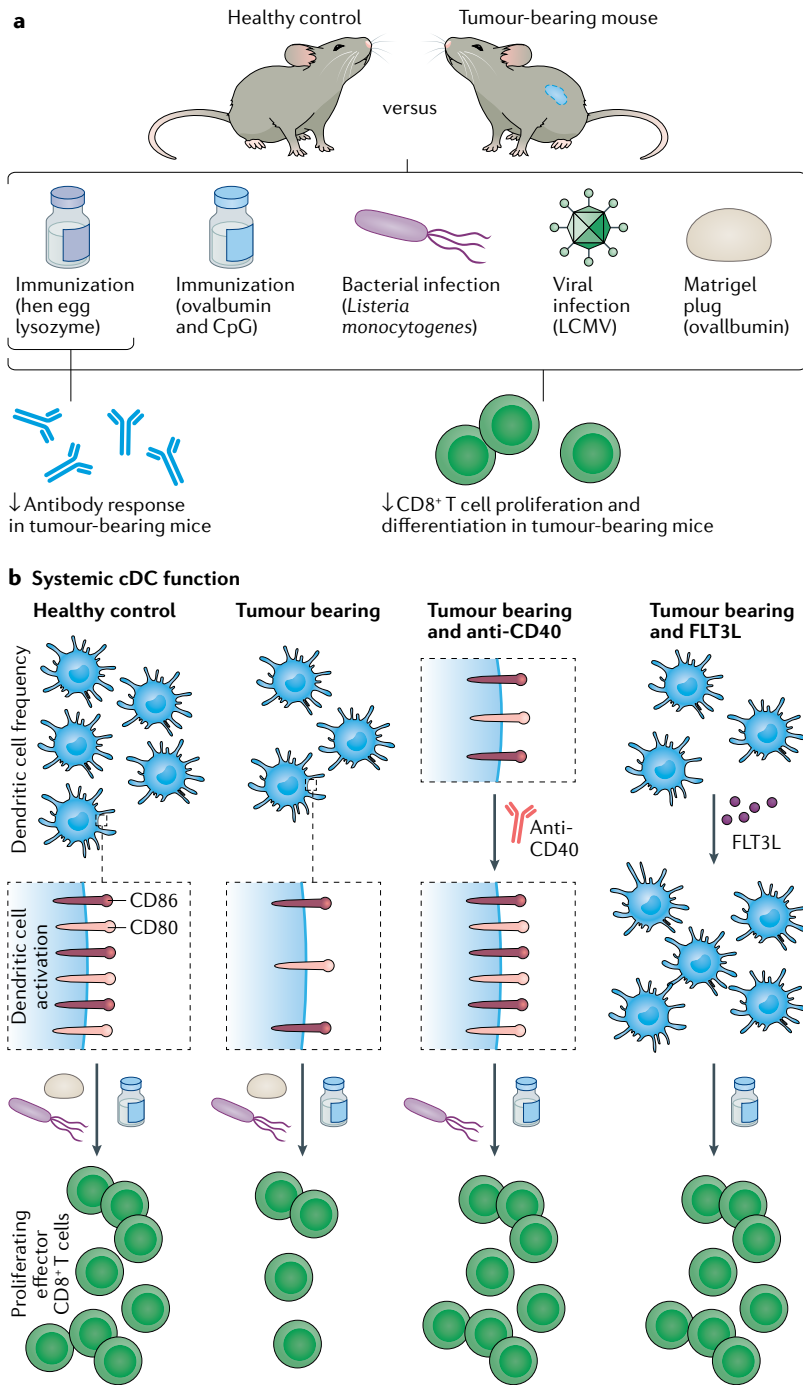 a
Healthy control
Tumour-bearing mouse
versus
Immunization
(hen egg
lysozyme)
Immunization
(ovalbumin
and CpG)
Bacterial infection
(Listeria
monocytogenes)
Viral
infection
(LCMV)
Matrigel
plug
(ovallbumin)
↓ Antibody response
in tumour-bearing mice
↓ CD8⁺ T cell proliferation and
differentiation in tumour-bearing mice
b Systemic cDC function
Healthy control
Tumour bearing
Tumour bearing
and anti-CD40
Tumour bearing
and FLT3L
Dendritic cell frequency
Anti-
CD40
FLT3L
Dendritic cell
activation
CD86
CD80
Proliferating
effector
CD8⁺ T cells